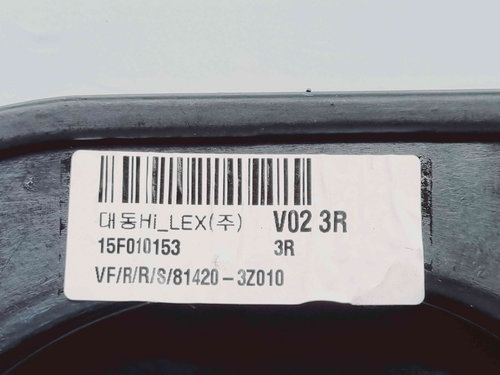 대동Hi_LEX(주) V02 3R
15F010153 3R
VF/R/R/S/81420-3Z010